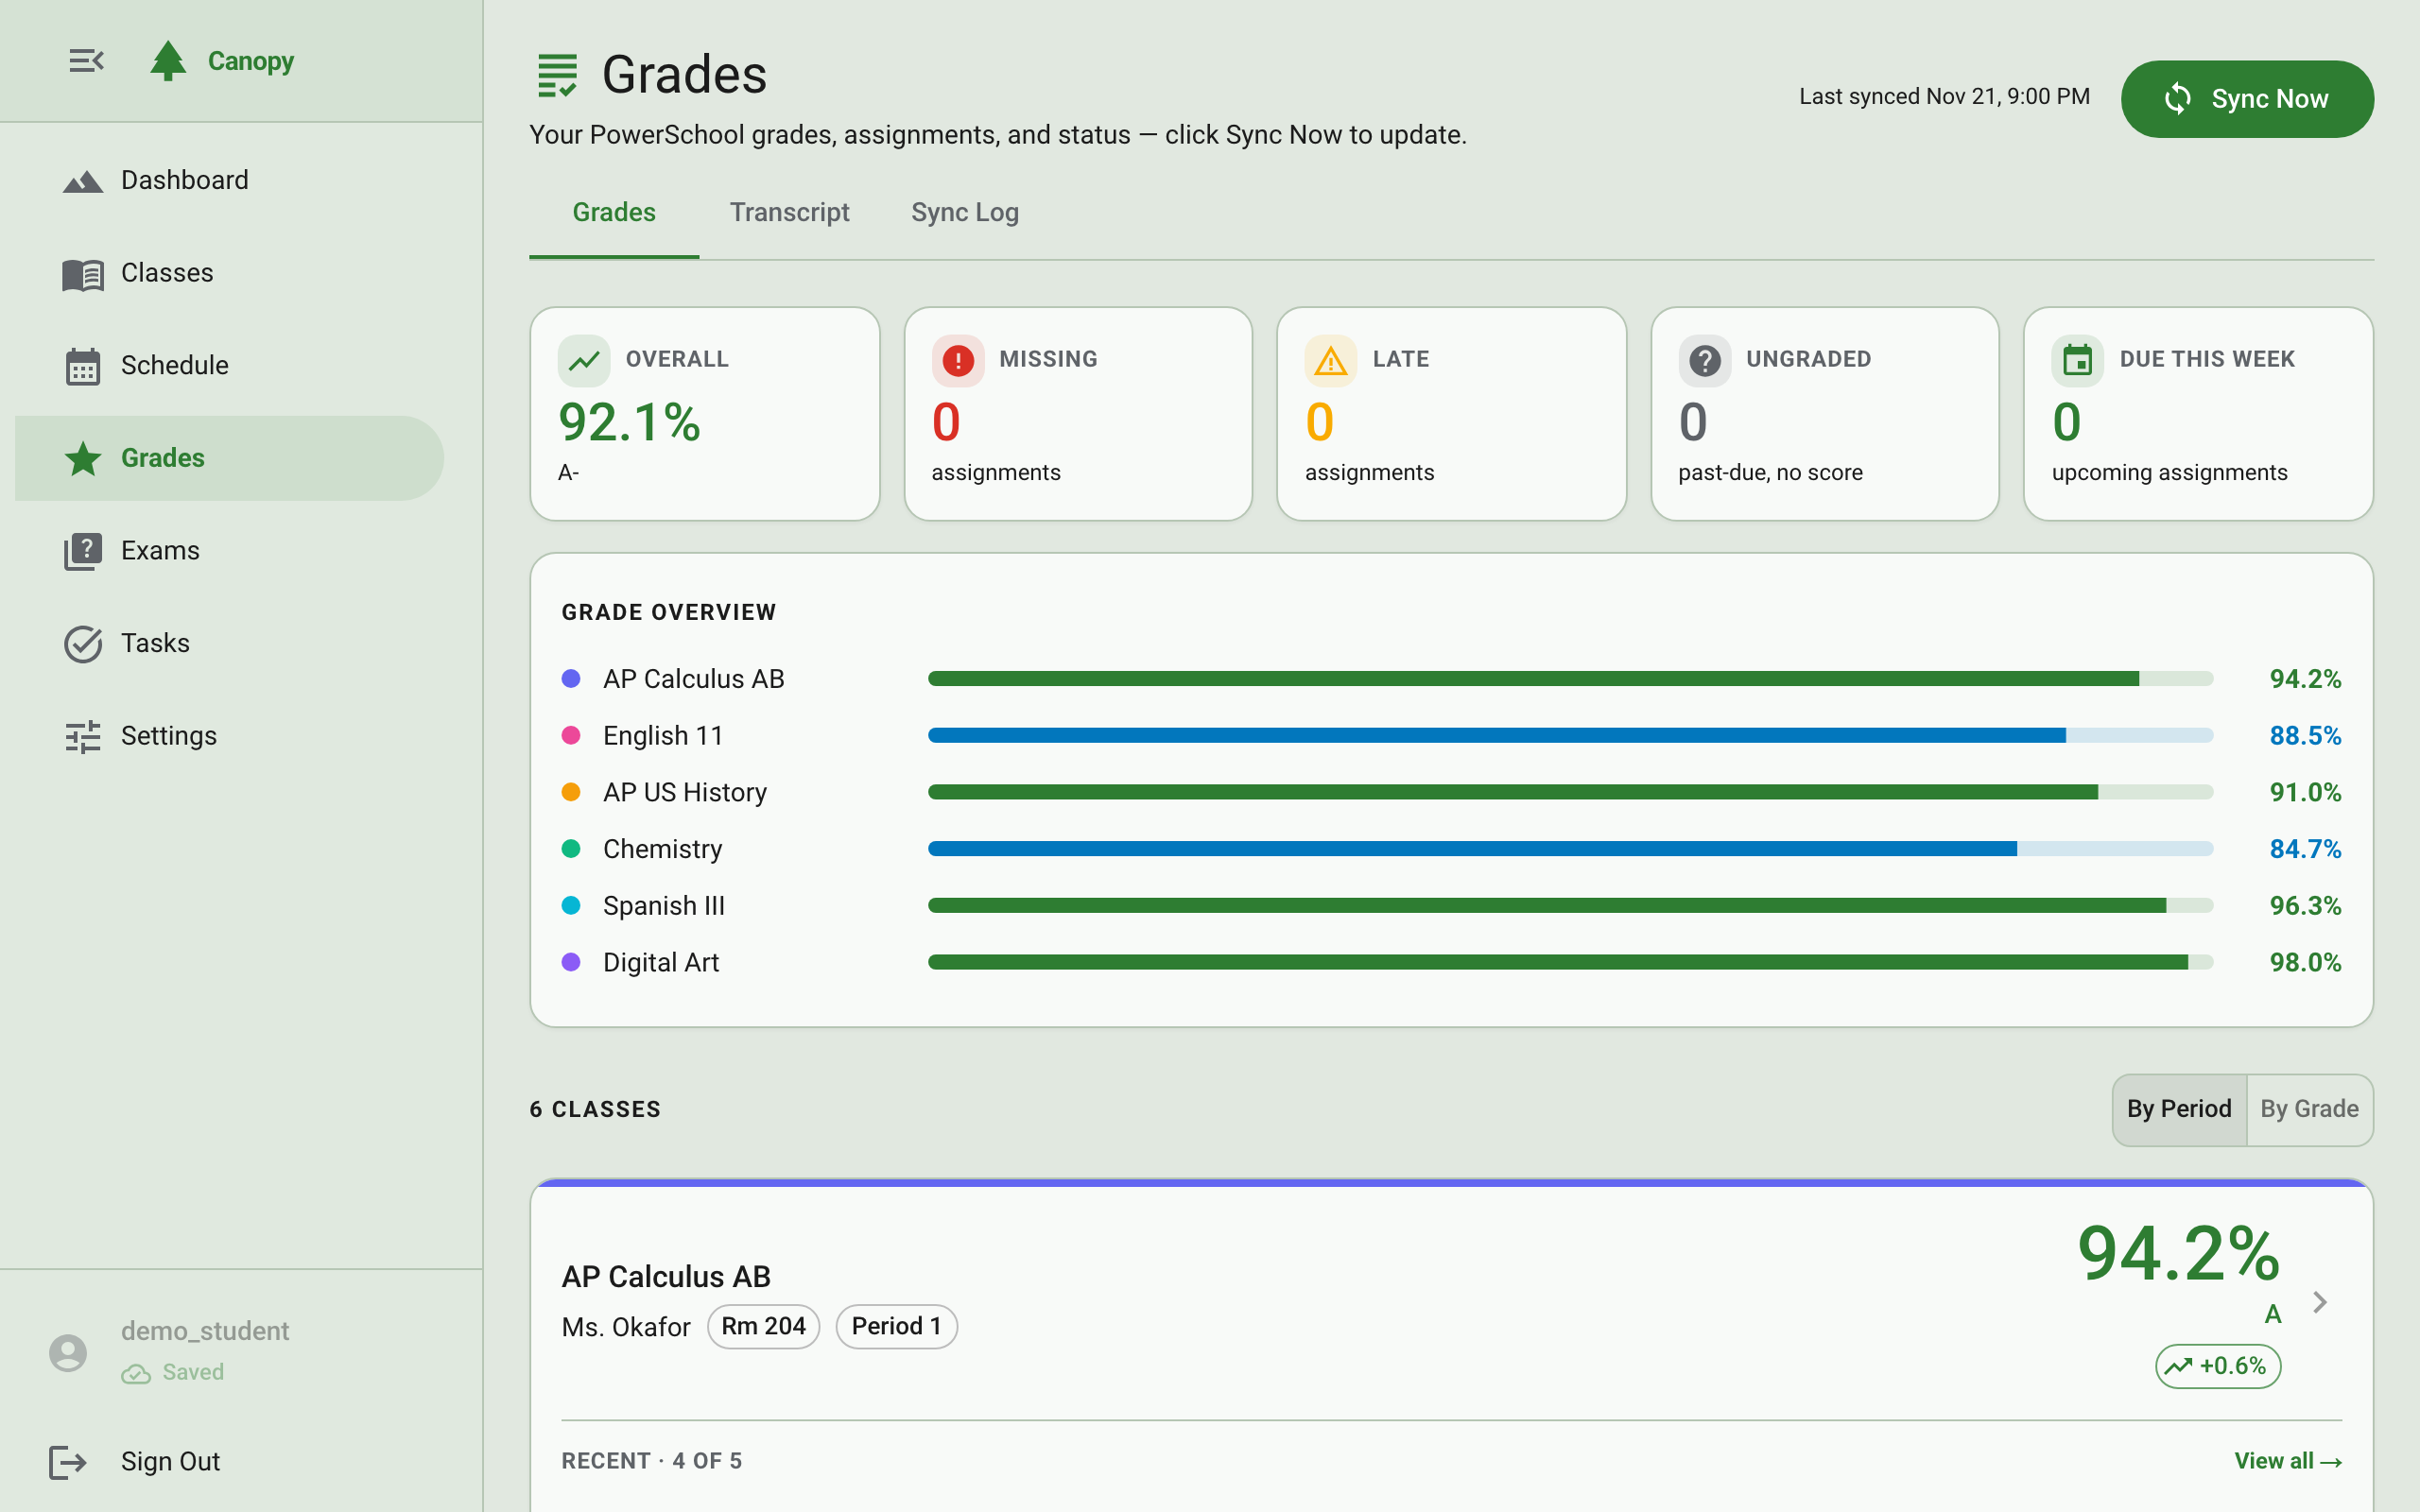 Canopy
Dashboard
Classes
Schedule
Grades
Exams
Tasks
Settings
demo_student
Saved
Sign Out
Grades
Your PowerSchool grades, assignments, and status — click Sync Now to update.
Last synced Nov 21, 9:00 PM
Sync Now
Grades Transcript Sync Log
OVERALL
92.1%
A-
MISSING
0
assignments
LATE
0
assignments
UNGRADED
0
past-due, no score
DUE THIS WEEK
0
upcoming assignments
GRADE OVERVIEW
AP Calculus AB 94.2%
English 11 88.5%
AP US History 91.0%
Chemistry 84.7%
Spanish III 96.3%
Digital Art 98.0%
6 CLASSES
By Period By Grade
AP Calculus AB
Ms. Okafor Rm 204 Period 1
94.2%
A
+0.6%
RECENT · 4 OF 5
View all →